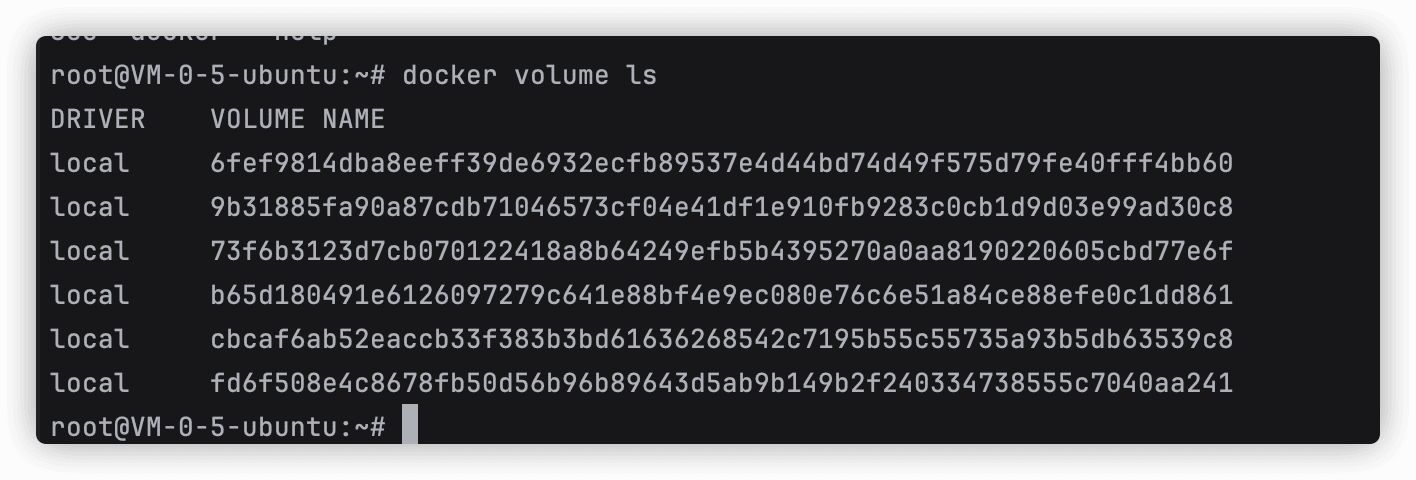 root@VM-0-5-ubuntu:~# docker volume ls
DRIVER    VOLUME NAME
local     6fef9814dba8eeff39de6932ecfb89537e4d44bd74d49f575d79fe40fff4bb60
local     9b31885fa90a87cdb71046573cf04e41df1e910fb9283c0cb1d9d03e99ad30c8
local     73f6b3123d7cb070122418a8b64249efb5b4395270a0aa8190220605cbd77e6f
local     b65d180491e6126097279c641e88bf4e9ec080e76c6e51a84ce88efe0c1dd861
local     cbcaf6ab52eaccb33f383b3bd61636268542c7195b55c55735a93b5db63539c8
local     fd6f508e4c8678fb50d56b96b89643d5ab9b149b2f240334738555c7040aa241
root@VM-0-5-ubuntu:~#